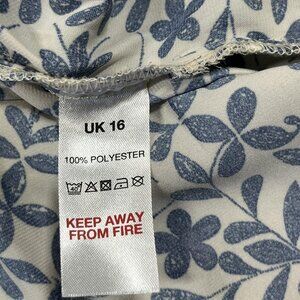 UK 16
100% POLYESTER
KEEP AWAY
FROM FIRE